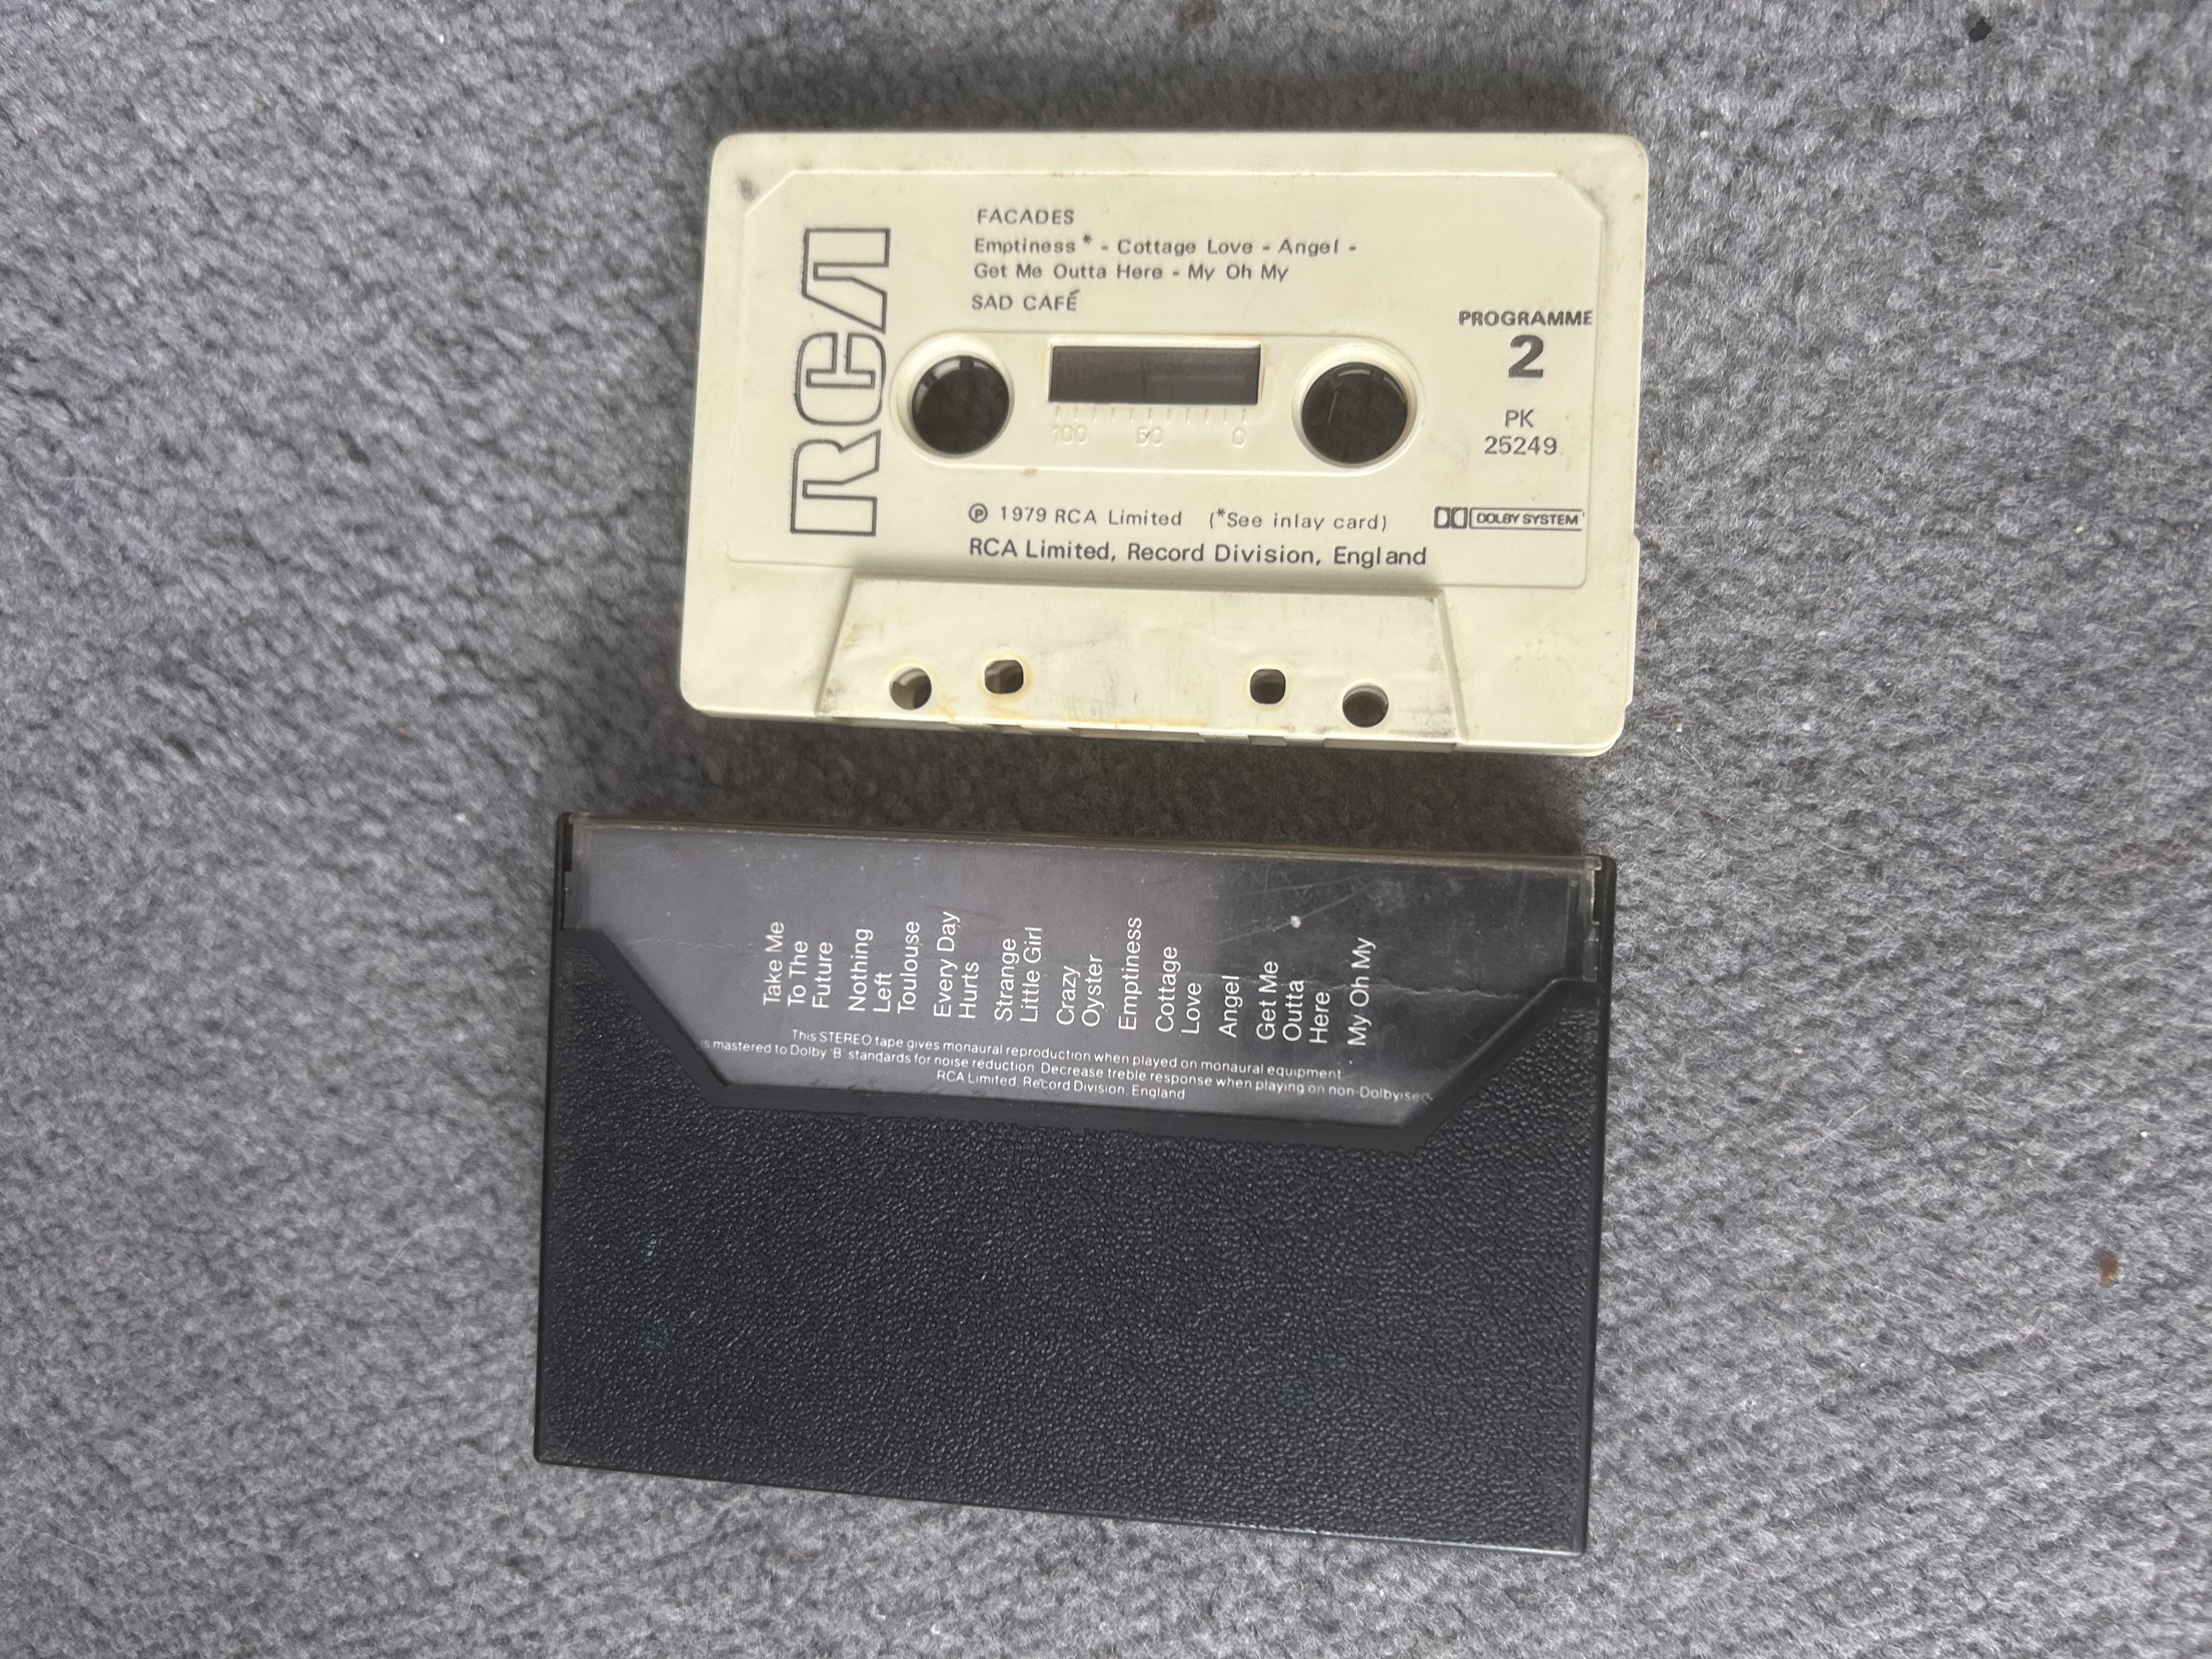 RCA
FACADES
Emptiness * - Cottage Love - Angel -
Get Me Outta Here - My Oh My
SAD CAFÉ
PROGRAMME
2
PK
25249
100 50 0
℗ 1979 RCA Limited (*See inlay card)
DOLBY SYSTEM
RCA Limited, Record Division, England
Take Me
To The
Future
Nothing
Left
Toulouse
Every Day
Hurts
Strange
Little Girl
Crazy
Oyster
Emptiness
Cottage
Love
Angel
Get Me
Outta
Here
My Oh My
This STEREO tape gives monaural reproduction when played on monaural equipment
mastered to Dolby 'B' standards for noise reduction. Decrease treble response when playing on
RCA Limited, Record Division, England